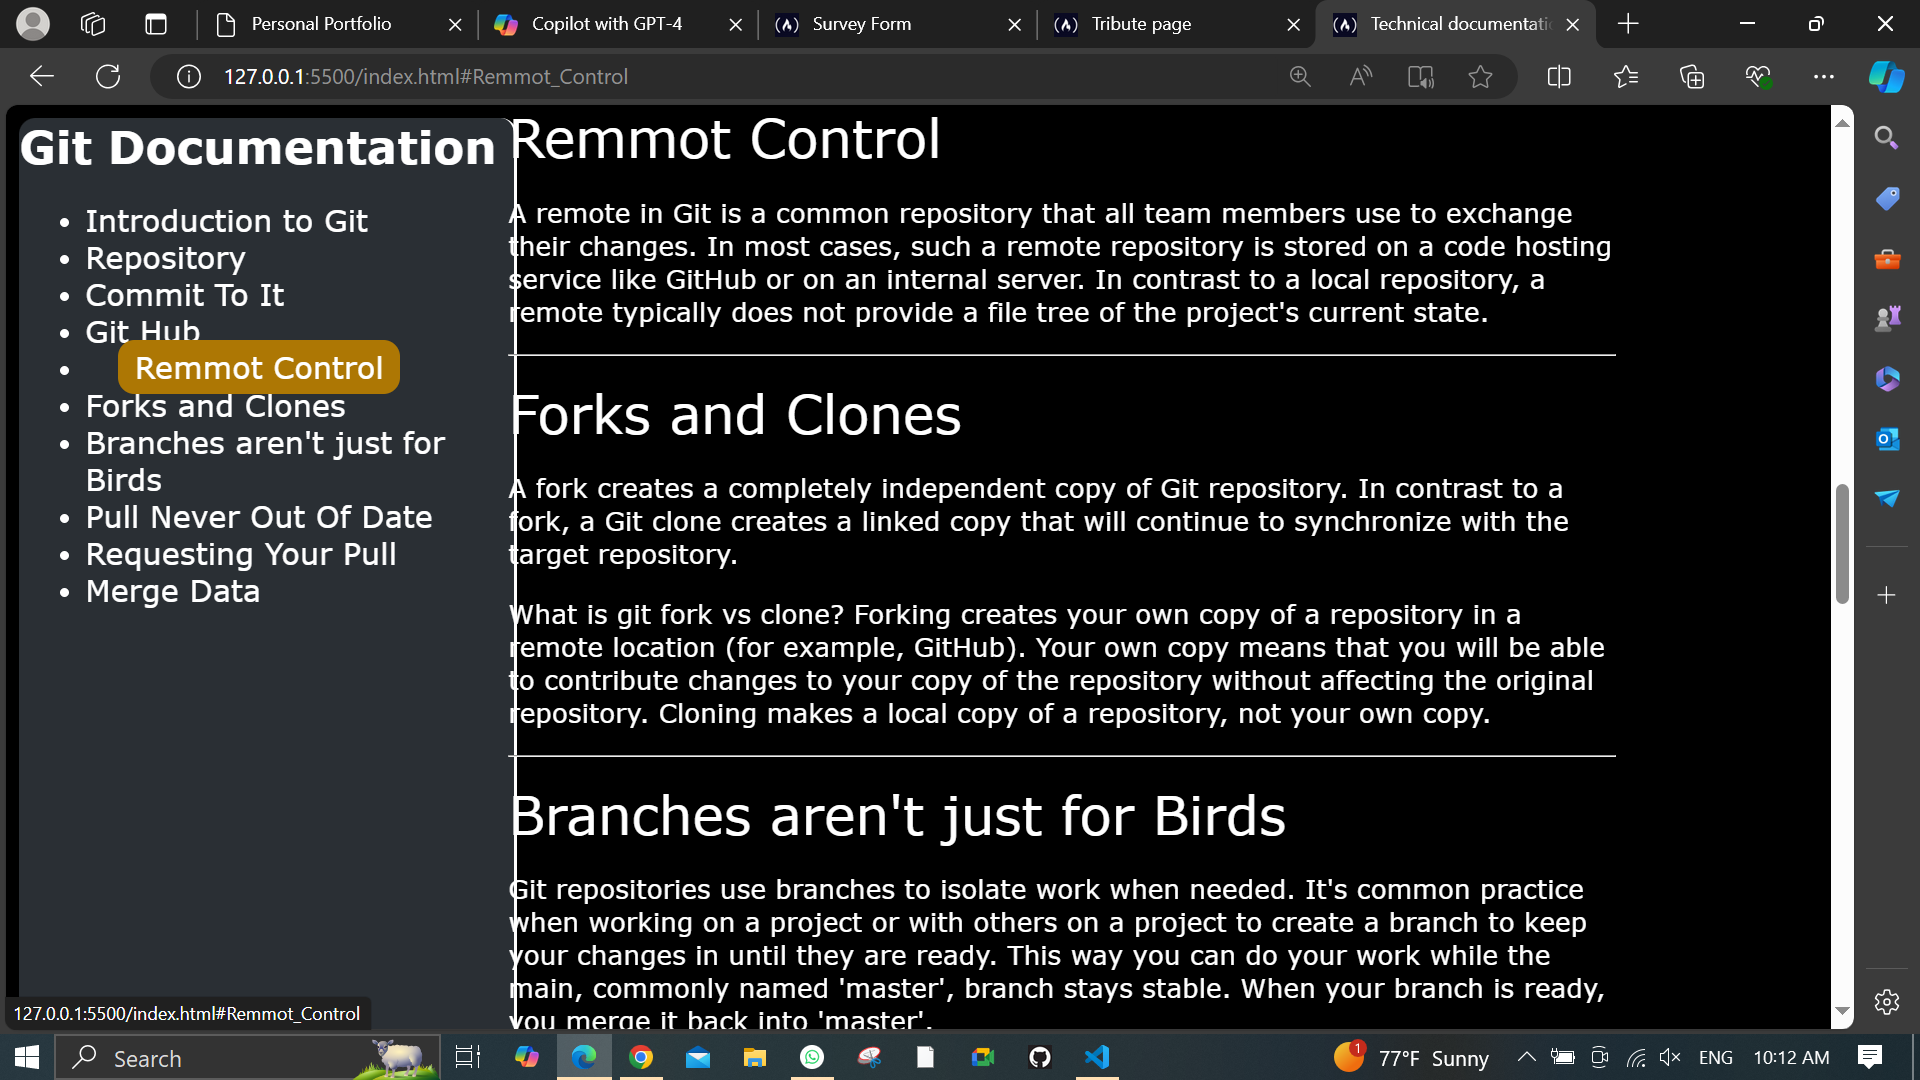 Personal Portfolio
Copilot with GPT-4
Survey Form
Tribute page
Technical documentati
127.0.0.1:5500/index.html#Remmot_Control
Git Documentation
Introduction to Git
Repository
Commit To It
Git Hub
Remmot Control
Forks and Clones
Branches aren't just for
Birds
Pull Never Out Of Date
Requesting Your Pull
Merge Data
Remmot Control
A remote in Git is a common repository that all team members use to exchange
their changes. In most cases, such a remote repository is stored on a code hosting
service like GitHub or on an internal server. In contrast to a local repository, a
remote typically does not provide a file tree of the project's current state.
Forks and Clones
A fork creates a completely independent copy of Git repository. In contrast to a
fork, a Git clone creates a linked copy that will continue to synchronize with the
target repository.
What is git fork vs clone? Forking creates your own copy of a repository in a
remote location (for example, GitHub). Your own copy means that you will be able
to contribute changes to your copy of the repository without affecting the original
repository. Cloning makes a local copy of a repository, not your own copy.
Branches aren't just for Birds
Git repositories use branches to isolate work when needed. It's common practice
when working on a project or with others on a project to create a branch to keep
your changes in until they are ready. This way you can do your work while the
main, commonly named 'master', branch stays stable. When your branch is ready,
you merge it back into 'master'.
127.0.0.1:5500/index.html#Remmot_Control
Search
1
77°F Sunny
ENG
10:12 AM